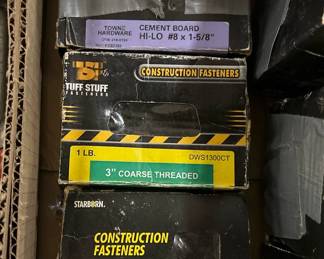 TOWNE
HARDWARE
CEMENT BOARD
HI-LO #8 x 1-5/8"
CONSTRUCTION FASTENERS
TUFF STUFF
FASTENERS
1 LB.
DWS1300CT
3" COARSE THREADED
STARBORN.
CONSTRUCTION
FASTENERS